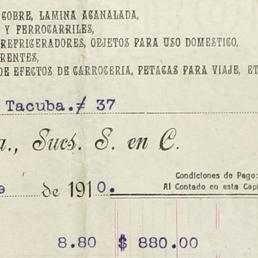 COBRE, LAMINA ACANALADA,
Y FERROCARRILES,
REFRIGERADORES, OBJETOS PARA USO DOMESTICO,
ERENTES,
DE EFECTOS DE CARROCERIA, PETACAS PARA VIAJE, ET
Tacuba.# 37
a., Sucs. S. en C.
Condiciones de Pago:
e de 1910. Al Contado en esta Capi
8.80 $ 880.00